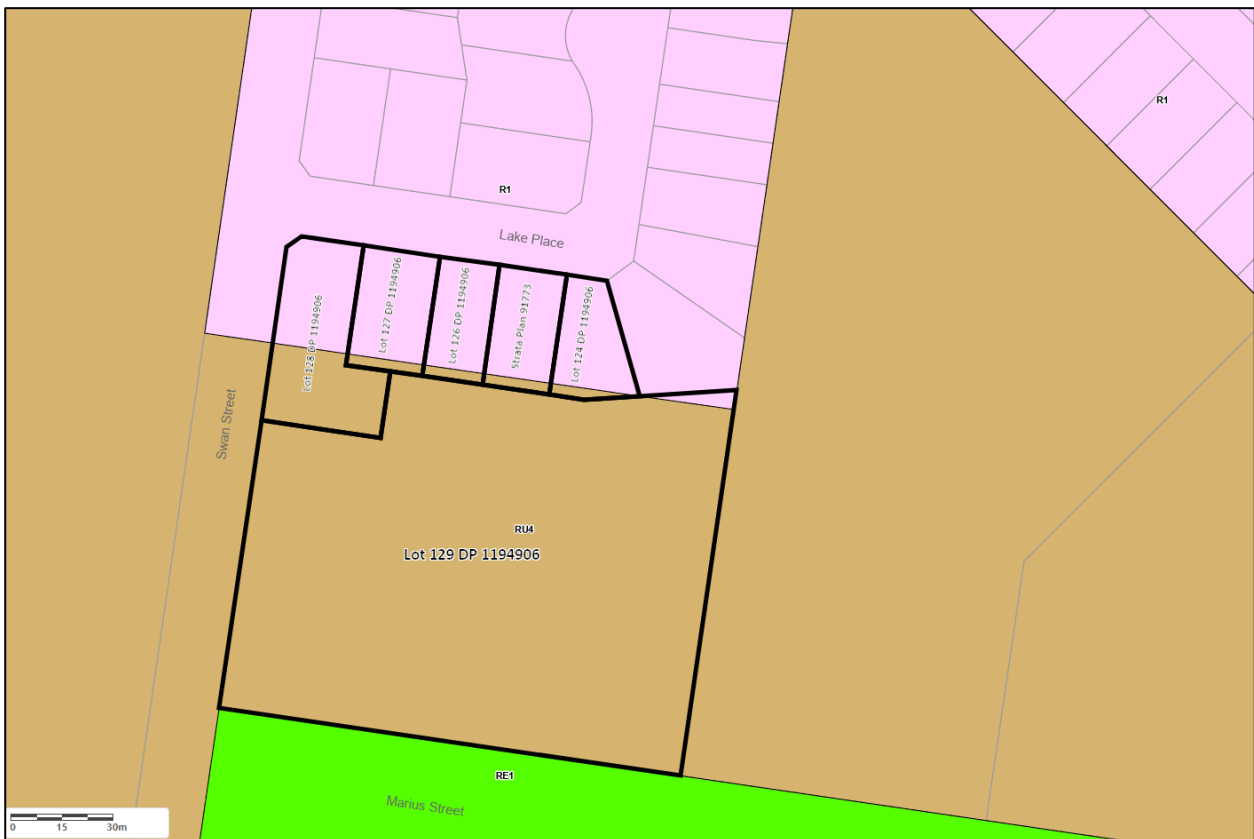 R1
R1
Lake Place
Lot 128 DP 1194906
Lot 127 DP 1194906
Lot 126 DP 1194906
Strata Plan 91773
Lot 124 DP 1194906
Swan Street
RU4
Lot 129 DP 1194906
RE1
Marius Street
0 15 30m